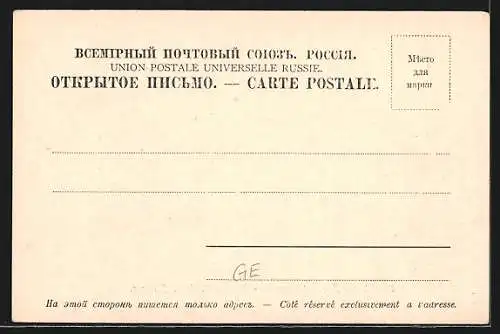 ВСЕМІРНЫЙ ПОЧТОВЫЙ СОЮЗЪ. РОССІЯ.
UNION POSTALE UNIVERSELLE RUSSIE.
ОТКРЫТОЕ ПИСЬМО. — CARTE POSTALE.
Мѣсто
для
марки
GE
На этой сторонѣ пишется только адресъ. — Côté réservé exclusivement a l'adresse.